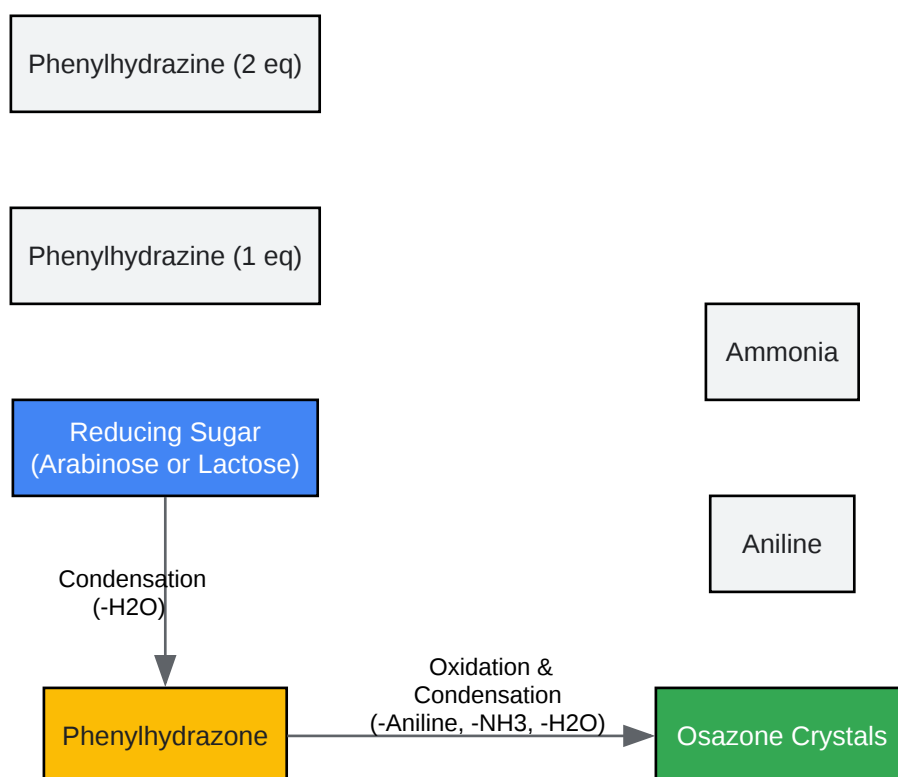 Phenylhydrazine (2 eq)
Phenylhydrazine (1 eq)
Ammonia
Reducing Sugar
(Arabinose or Lactose)
Aniline
Condensation
(-H2O)
Oxidation &
Condensation
(-Aniline, -NH3, -H2O)
Phenylhydrazone
Osazone Crystals